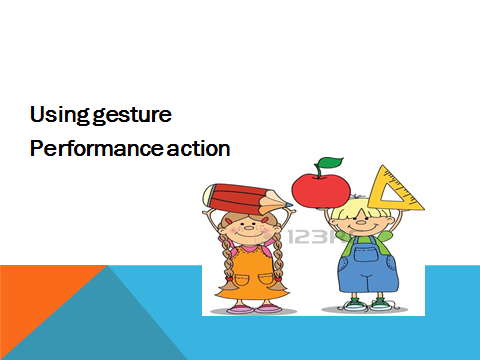 Using gesture
Performance action